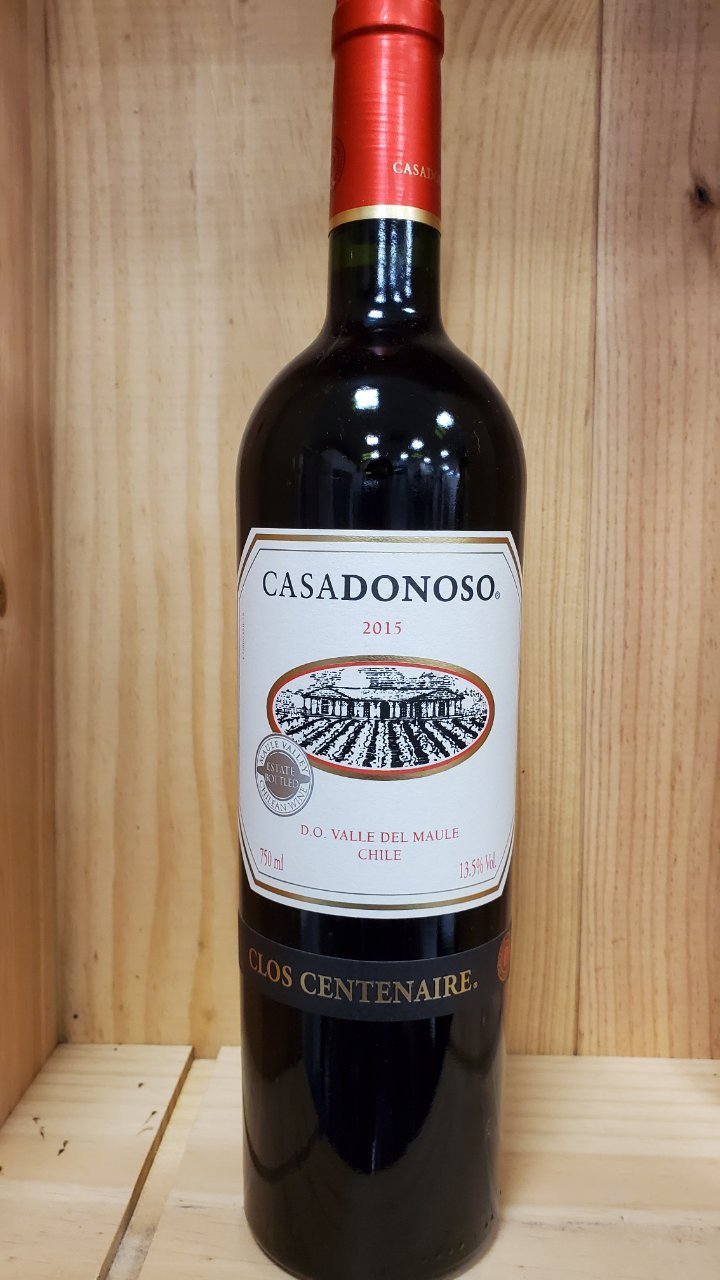 CASADONOSO®
2015
MAULE VALLEY
ESTATE
BOTTLED
CHILEAN WINE
D.O. VALLE DEL MAULE
CHILE
750 ml
13.5% Vol.
CLOS CENTENAIRE®